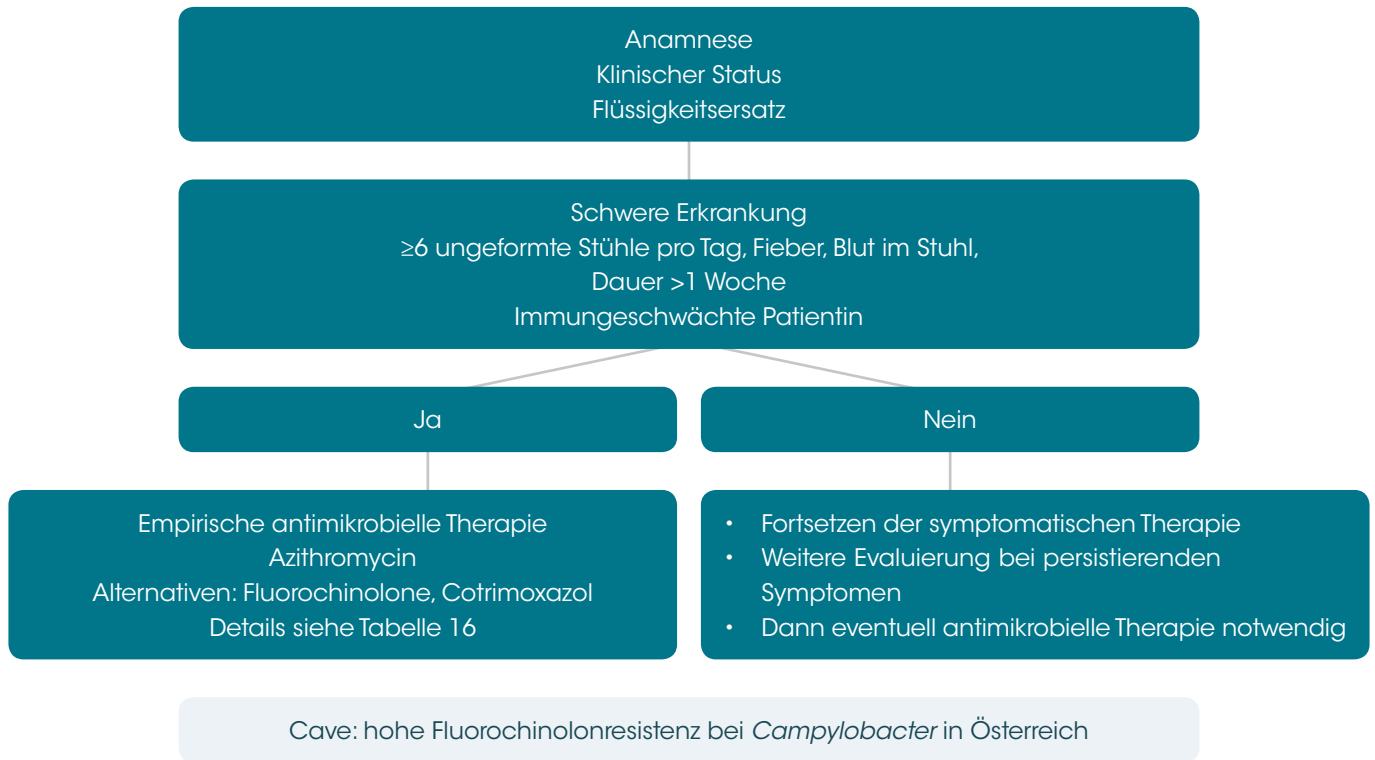 Anamnese
Klinischer Status
Flüssigkeitsersatz
Schwere Erkrankung
≥6 ungeformte Stühle pro Tag, Fieber, Blut im Stuhl,
Dauer >1 Woche
Immungeschwächte Patientin
Ja
Nein
Empirische antimikrobielle Therapie
Azithromycin
Alternativen: Fluorochinolone, Cotrimoxazol
Details siehe Tabelle 16
• Fortsetzen der symptomatischen Therapie
• Weitere Evaluierung bei persistierenden
Symptomen
• Dann eventuell antimikrobielle Therapie notwendig
Cave: hohe Fluorochinolonresistenz bei Campylobacter in Österreich